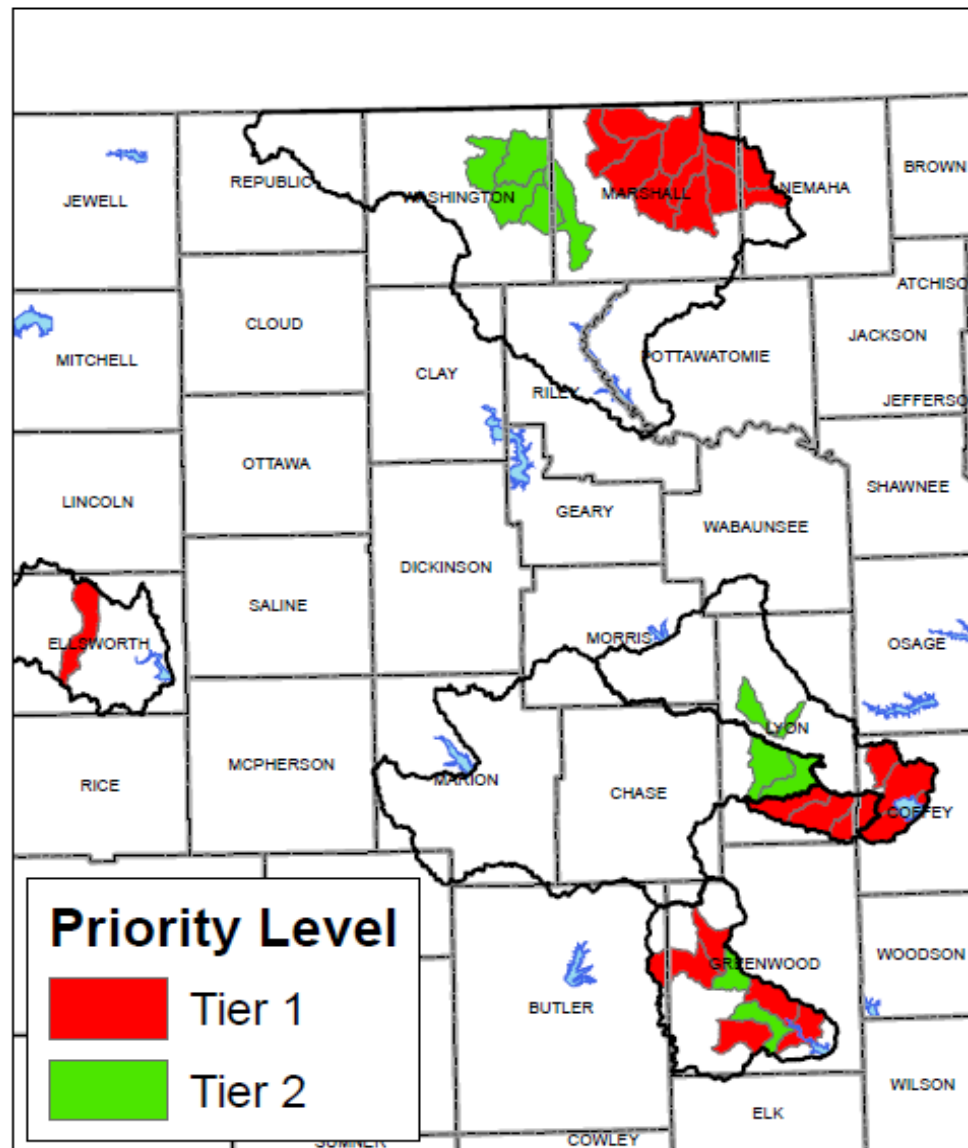 BROWN
REPUBLIC
NEMAHA
WASHINGTON
MARSHALL
JEWELL
ATCHISO
CLOUD
JACKSON
MITCHELL
POTTAWATOMIE
CLAY
RILEY
JEFFERSO
OTTAWA
SHAWNEE
LINCOLN
GEARY
WABAUNSEE
DICKINSON
SALINE
MORRIS
ELLSWORTH
OSAGE
LYON
MCPHERSON
MARION
RICE
CHASE
COFFEY
Priority Level
GREENWOOD
WOODSON
Tier 1
BUTLER
WILSON
Tier 2
ELK
SUMNER
COWLEY